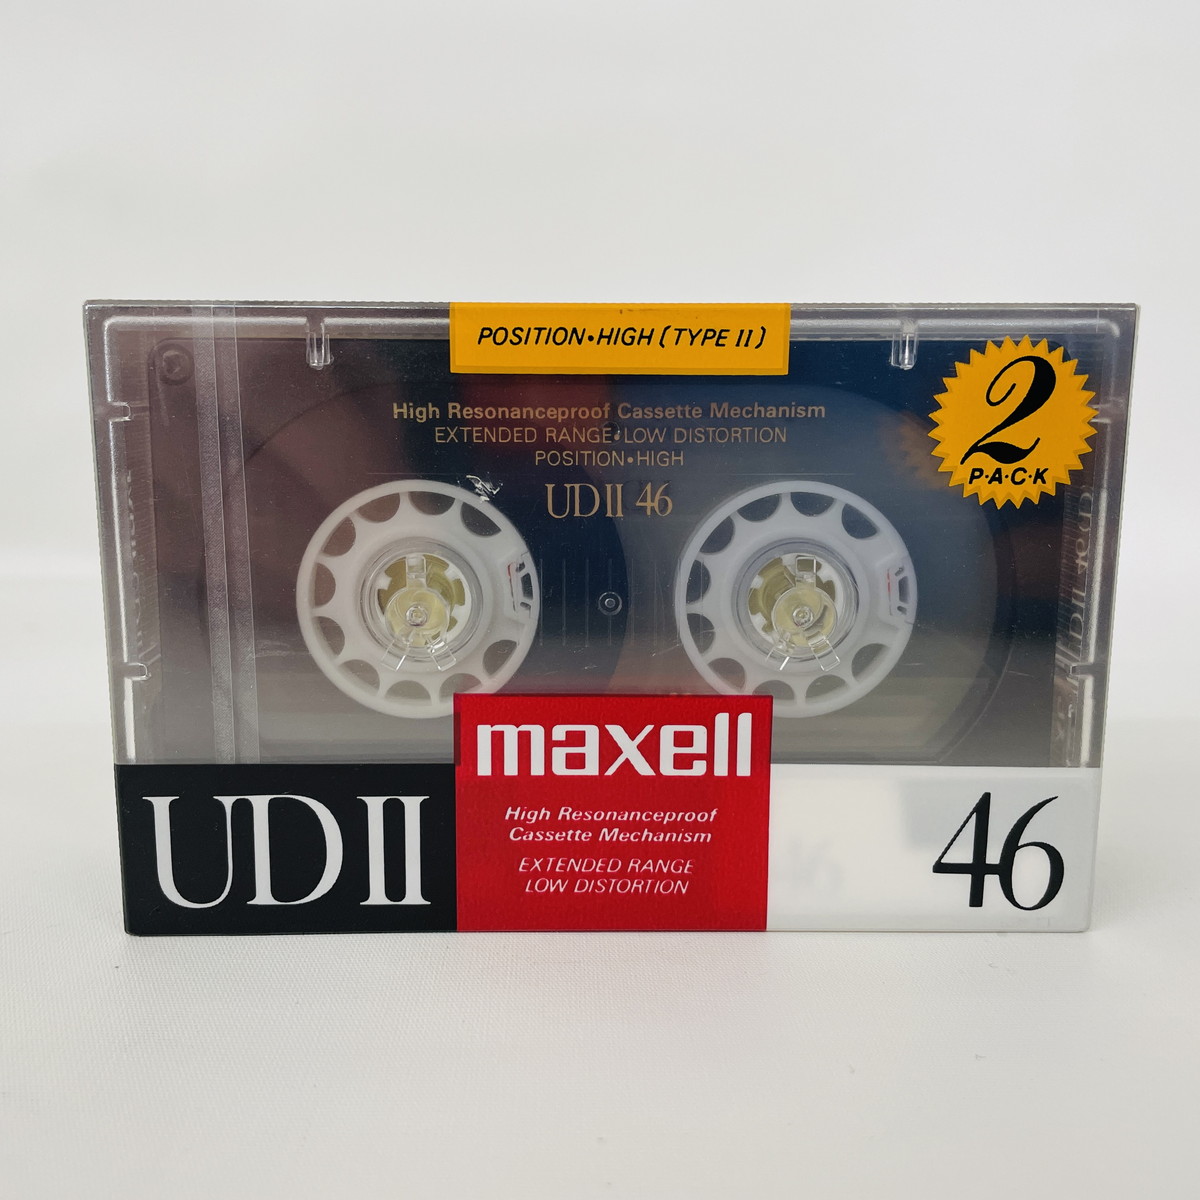 POSITION•HIGH (TYPE II)
2
P•A•C•K
High Resonanceproof Cassette Mechanism
EXTENDED RANGE•LOW DISTORTION
POSITION•HIGH
UD II 46
maxell
High Resonanceproof
Cassette Mechanism
EXTENDED RANGE
LOW DISTORTION
UD II
46